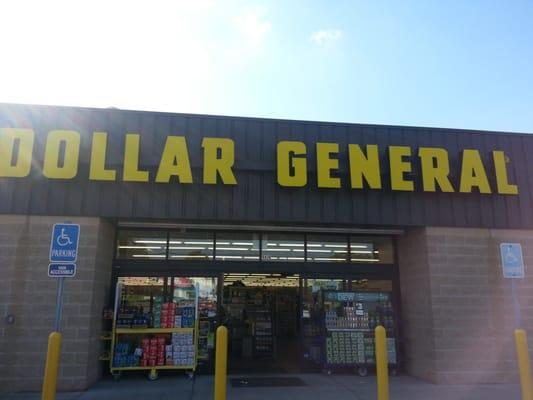 DOLLAR GENERAL
PARKING
VAN
ACCESSIBLE